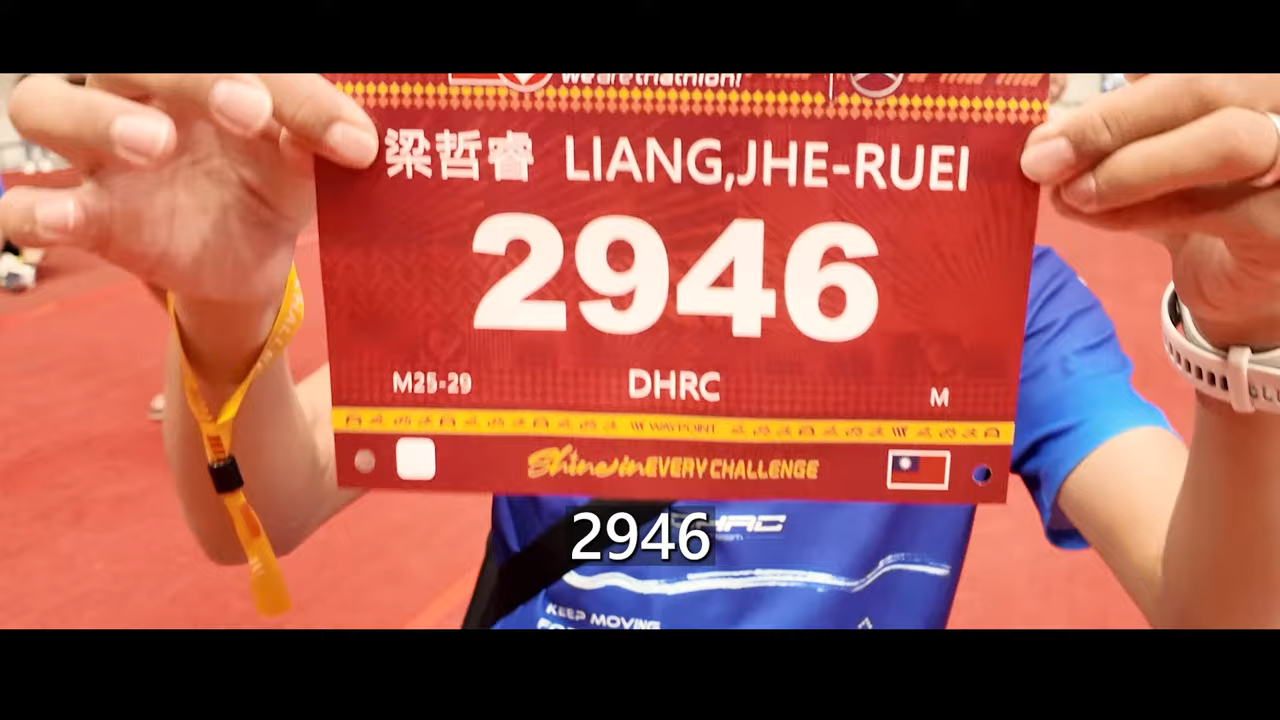 we are triathlon!
梁哲睿 LIANG,JHE-RUEI
2946
M25-29 DHRC M
WAYPOINT
Shine in EVERY CHALLENGE
2946
KEEP MOVING